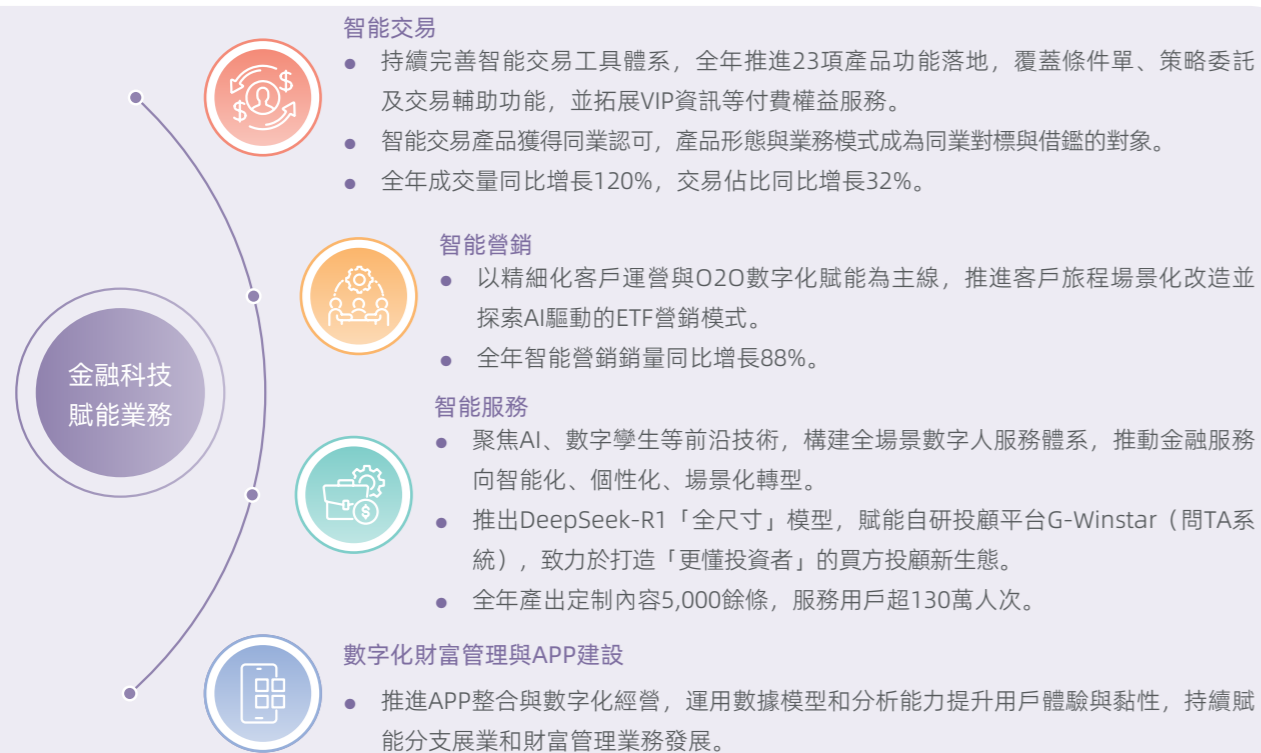 智能交易
● 持續完善智能交易工具體系，全年推進23項產品功能落地，覆蓋條件單、策略委託
及交易輔助功能，並拓展VIP資訊等付費權益服務。
● 智能交易產品獲得同業認可，產品形態與業務模式成為同業對標與借鑑的對象。
● 全年成交量同比增長120%，交易佔比同比增長32%。
智能營銷
● 以精細化客戶運營與O2O數字化賦能為主線，推進客戶旅程場景化改造並
探索AI驅動的ETF營銷模式。
● 全年智能營銷銷量同比增長88%。
金融科技
賦能業務
智能服務
● 聚焦AI、數字孿生等前沿技術，構建全場景數字人服務體系，推動金融服務
向智能化、個性化、場景化轉型。
● 推出DeepSeek-R1「全尺寸」模型，賦能自研投顧平台G-Winstar（問TA系
統），致力於打造「更懂投資者」的買方投顧新生態。
● 全年產出定制內容5,000餘條，服務用戶超130萬人次。
數字化財富管理與APP建設
● 推進APP整合與數字化經營，運用數據模型和分析能力提升用戶體驗與黏性，持續賦
能分支展業和財富管理業務發展。